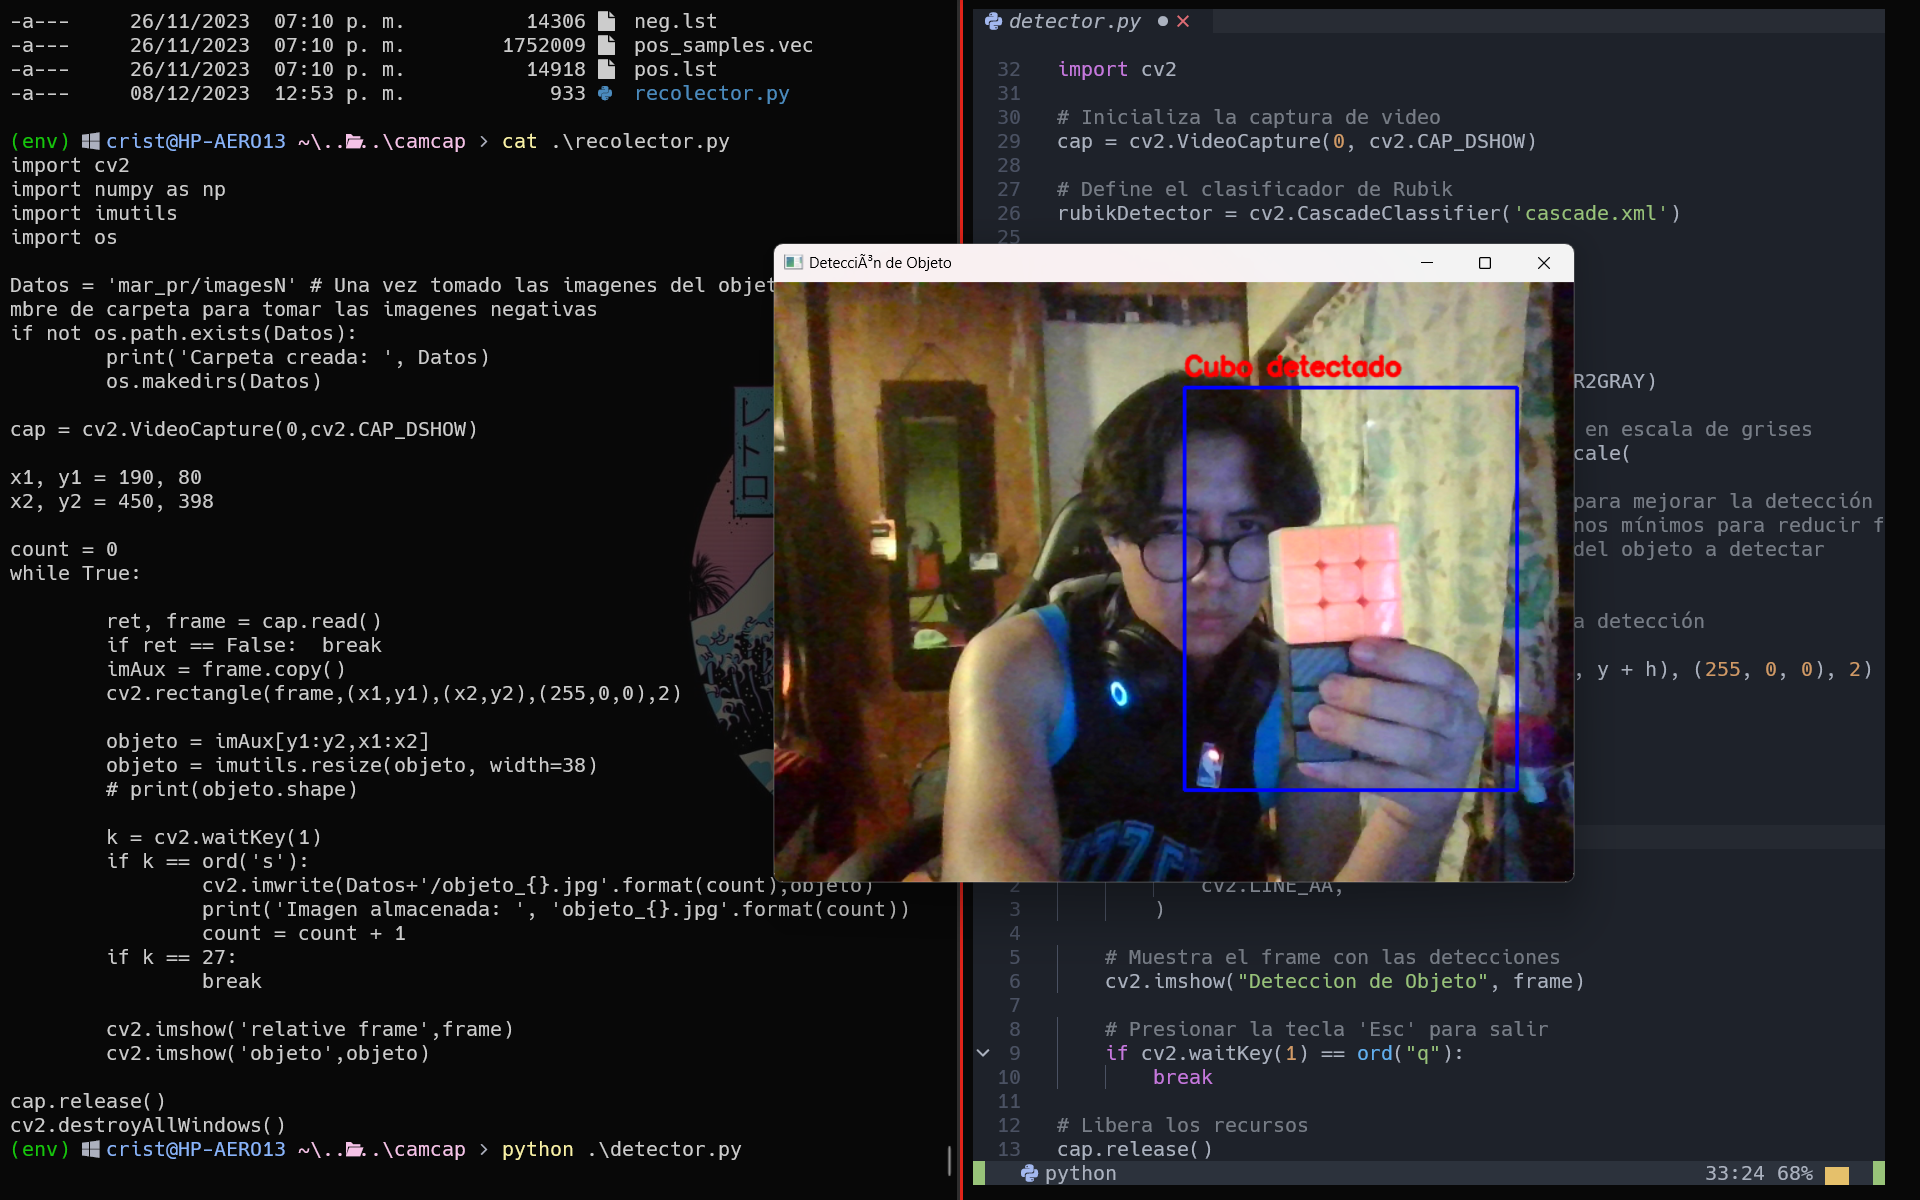 -a---     26/11/2023  07:10 p. m.          14306 neg.lst
-a---     26/11/2023  07:10 p. m.        1752009 pos_samples.vec
-a---     26/11/2023  07:10 p. m.          14918 pos.lst
-a---     08/12/2023  12:53 p. m.            933 recolector.py
(env) crist@HP-AERO13 ~\....\camcap > cat .\recolector.py
import cv2
import numpy as np
import imutils
import os
Datos = 'mar_pr/imagesN' # Una vez tomado las imagenes del objet
mbre de carpeta para tomar las imagenes negativas
if not os.path.exists(Datos):
        print('Carpeta creada: ', Datos)
        os.makedirs(Datos)
cap = cv2.VideoCapture(0,cv2.CAP_DSHOW)
x1, y1 = 190, 80
x2, y2 = 450, 398
count = 0
while True:
        ret, frame = cap.read()
        if ret == False:  break
        imAux = frame.copy()
        cv2.rectangle(frame,(x1,y1),(x2,y2),(255,0,0),2)
        objeto = imAux[y1:y2,x1:x2]
        objeto = imutils.resize(objeto, width=38)
        # print(objeto.shape)
        k = cv2.waitKey(1)
        if k == ord('s'):
                cv2.imwrite(Datos+'/objeto_{}.jpg'.format(count),objeto)
                print('Imagen almacenada: ', 'objeto_{}.jpg'.format(count))
                count = count + 1
        if k == 27:
                break
        cv2.imshow('relative frame',frame)
        cv2.imshow('objeto',objeto)
cap.release()
cv2.destroyAllWindows()
(env) crist@HP-AERO13 ~\....\camcap > python .\detector.py
レトロ
DetecciÃ³n de Objeto
Cubo detectado
detector.py ● ×
32   import cv2
31
30   # Inicializa la captura de video
29   cap = cv2.VideoCapture(0, cv2.CAP_DSHOW)
28
27   # Define el clasificador de Rubik
26   rubikDetector = cv2.CascadeClassifier('cascade.xml')
25
R2GRAY)
en escala de grises
cale(
para mejorar la detección
nos mínimos para reducir f
del objeto a detectar
a detección
, y + h), (255, 0, 0), 2)
2                cv2.LINE_AA,
3            )
4
5        # Muestra el frame con las detecciones
6        cv2.imshow("Deteccion de Objeto", frame)
7
8        # Presionar la tecla 'Esc' para salir
9        if cv2.waitKey(1) == ord("q"):
10            break
11
12   # Libera los recursos
13   cap.release()
python 33:24 68%